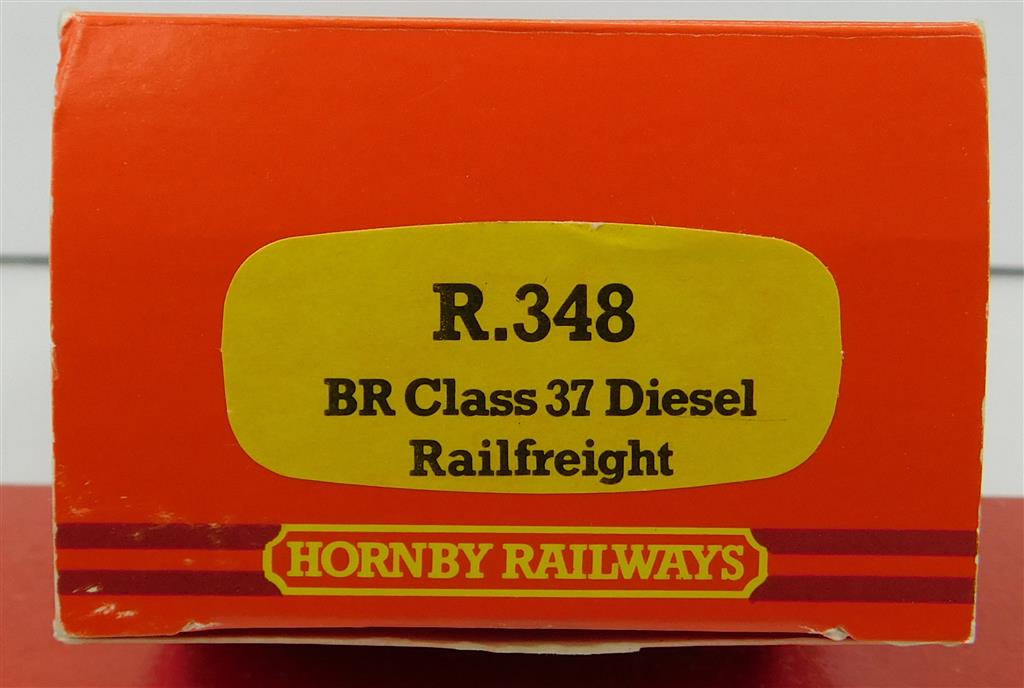 R.348
BR Class 37 Diesel
Railfreight
HORNBY RAILWAYS